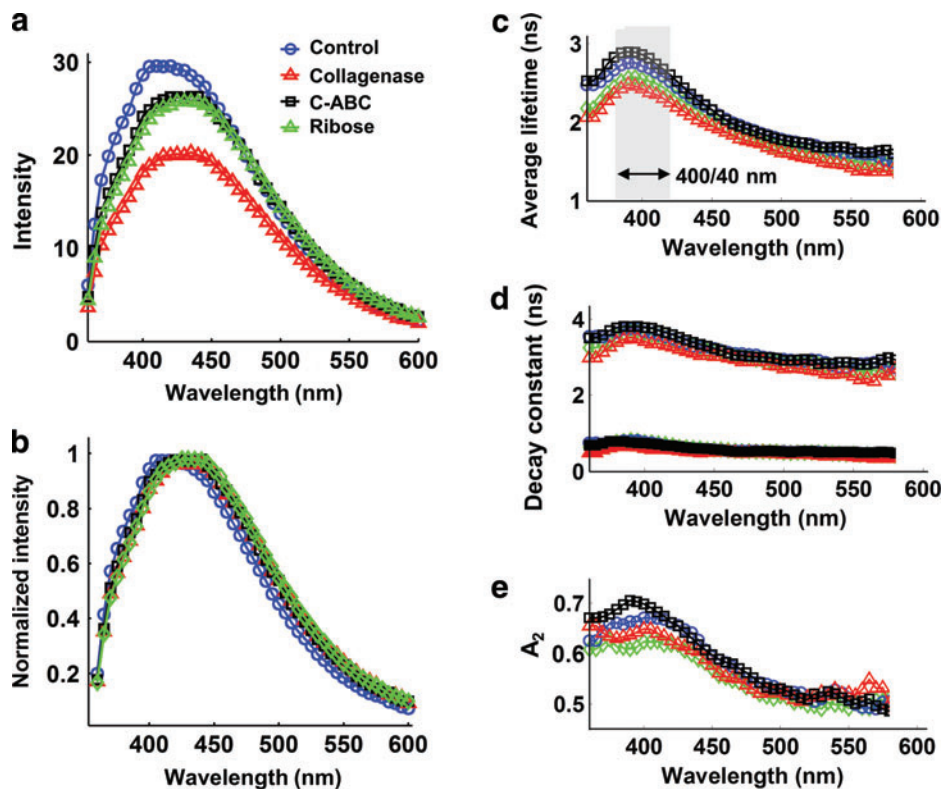 a
30
20
10
0
Intensity
Control
Collagenase
C-ABC
Ribose
400 450 500 550 600
Wavelength (nm)
b
1
0.8
0.6
0.4
0.2
Normalized intensity
400 450 500 550 600
Wavelength (nm)
c
3
2
1
Average lifetime (ns)
400/40 nm
400 450 500 550 600
Wavelength (nm)
d
4
2
0
Decay constant (ns)
400 450 500 550 600
Wavelength (nm)
e
0.7
0.6
0.5
A2
400 450 500 550 600
Wavelength (nm)